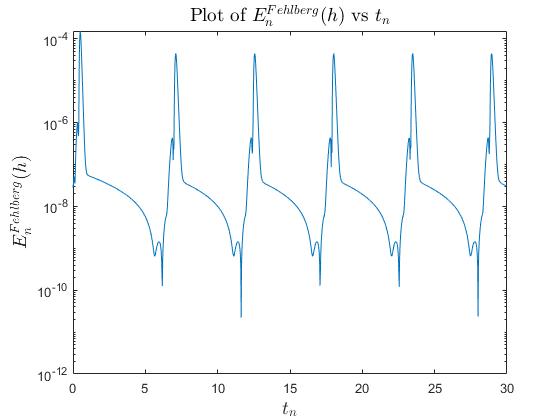 Plot of E_n^{Fehlberg}(h) vs t_n
10^{-4}
10^{-6}
10^{-8}
10^{-10}
10^{-12}
E_n^{Fehlberg}(h)
0 5 10 15 20 25 30
t_n